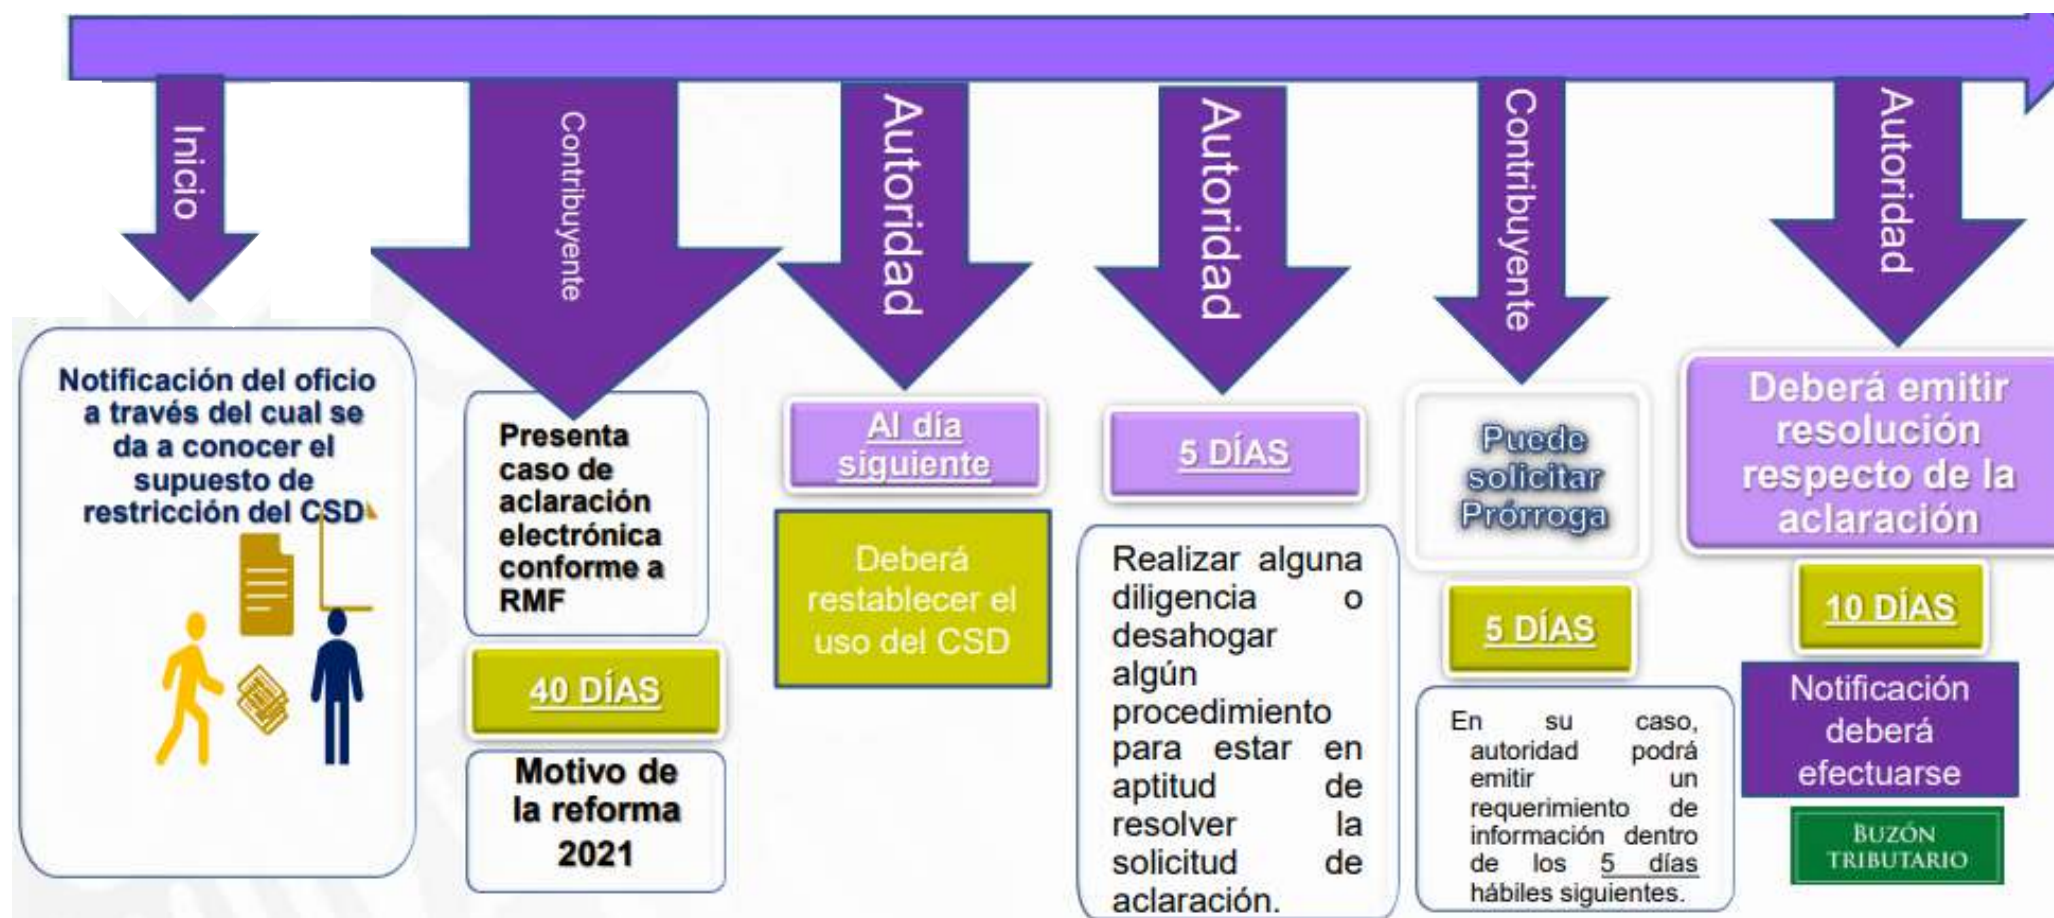 Inicio
Notificación del oficio
a través del cual se
da a conocer el
supuesto de
restricción del CSD
Contribuyente
Presenta
caso de
aclaración
electrónica
conforme a
RMF
40 DÍAS
Motivo de
la reforma
2021
Autoridad
Al día
siguiente
Deberá
restablecer el
uso del CSD
Autoridad
5 DÍAS
Realizar alguna
diligencia o
desahogar
algún
procedimiento
para estar en
aptitud de
resolver la
solicitud de
aclaración.
Contribuyente
Puede
solicitar
Prórroga
5 DÍAS
En su caso,
autoridad podrá
emitir un
requerimiento de
información dentro
de los 5 días
hábiles siguientes.
Autoridad
Deberá emitir
resolución
respecto de la
aclaración
10 DÍAS
Notificación
deberá
efectuarse
BUZÓN
TRIBUTARIO